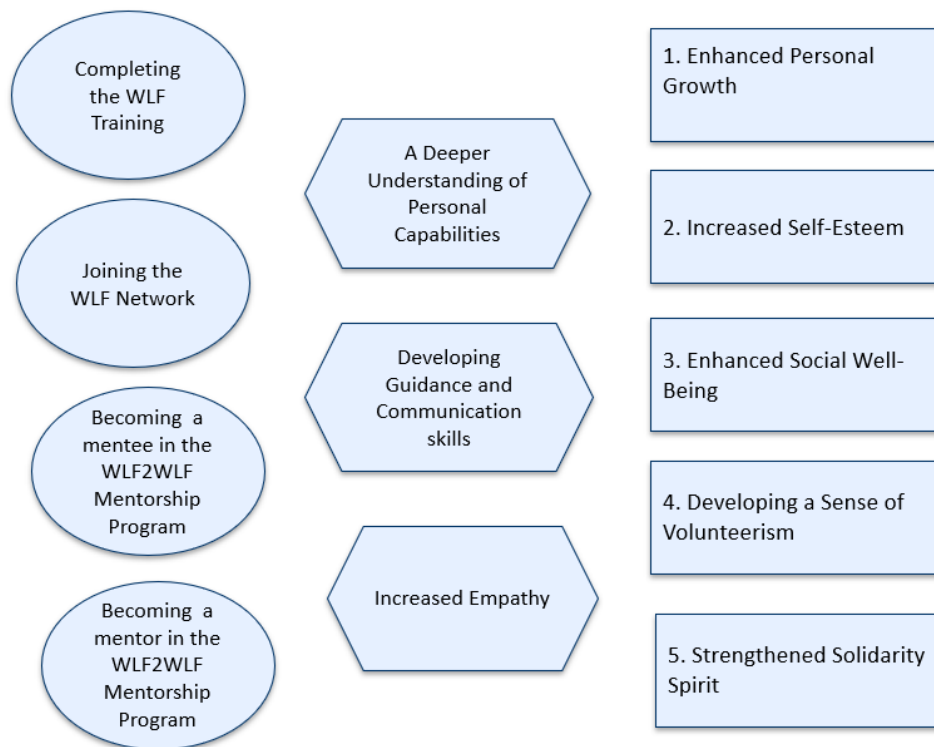 Completing
the WLF
Training
Joining the
WLF Network
Becoming a
mentee in the
WLF2WLF
Mentorship
Program
Becoming a
mentor in the
WLF2WLF
Mentorship
Program
A Deeper
Understanding of
Personal
Capabilities
Developing
Guidance and
Communication
skills
Increased Empathy
1. Enhanced Personal
Growth
2. Increased Self-Esteem
3. Enhanced Social Well-
Being
4. Developing a Sense of
Volunteerism
5. Strengthened Solidarity
Spirit